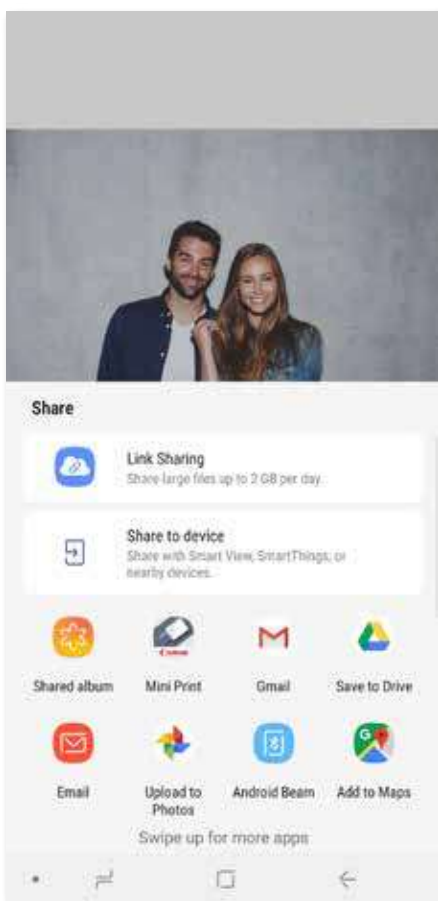 Share
Link Sharing
Share large files up to 2 GB per day.
Share to device
Share with Smart View, SmartThings, or
nearby devices.
Canon
Shared album
Mini Print
Gmail
Save to Drive
G
Email
Upload to
Photos
Android Beam
Add to Maps
Swipe up for more apps